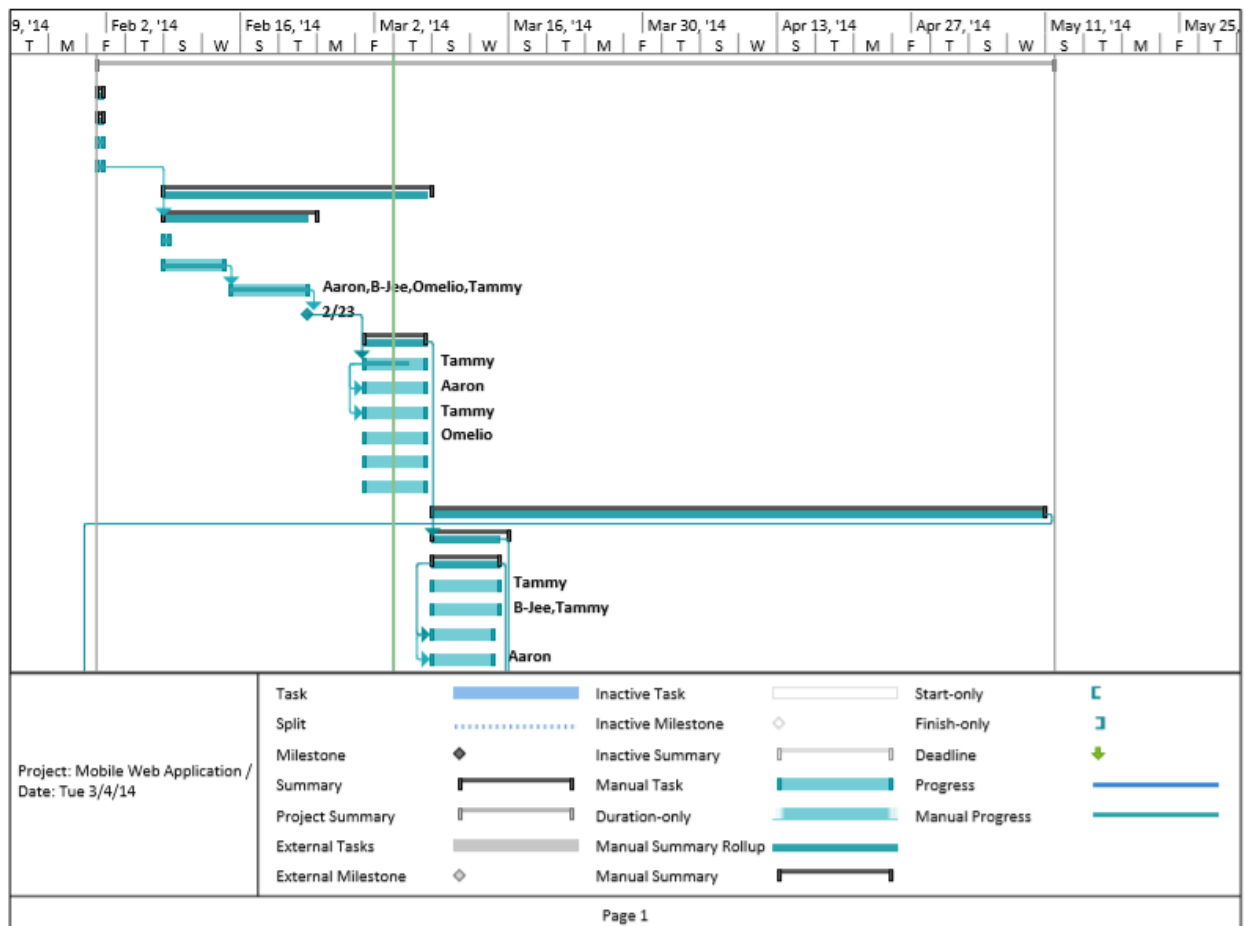 9, '14 Feb 2, '14 Feb 16, '14 Mar 2, '14 Mar 16, '14 Mar 30, '14 Apr 13, '14 Apr 27, '14 May 11, '14 May 25,
T M F T S W S T M F T S W S T M F T S W S T M F T S W S T M F T
Aaron,B-Jee,Omelio,Tammy
2/23
Tammy
Aaron
Tammy
Omelio
Tammy
B-Jee,Tammy
Aaron
Project: Mobile Web Application /
Date: Tue 3/4/14
Task Inactive Task Start-only
Split Inactive Milestone Finish-only
Milestone Inactive Summary Deadline
Summary Manual Task Progress
Project Summary Duration-only Manual Progress
External Tasks Manual Summary Rollup
External Milestone Manual Summary
Page 1